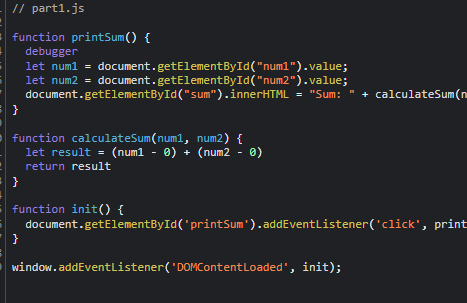 // part1.js
function printSum() {
debugger
let num1 = document.getElementById("num1").value;
let num2 = document.getElementById("num2").value;
document.getElementById("sum").innerHTML = "Sum: " + calculateSum(n
}
function calculateSum(num1, num2) {
let result = (num1 - 0) + (num2 - 0)
return result
}
function init() {
document.getElementById('printSum').addEventListener('click', print
}
window.addEventListener('DOMContentLoaded', init);